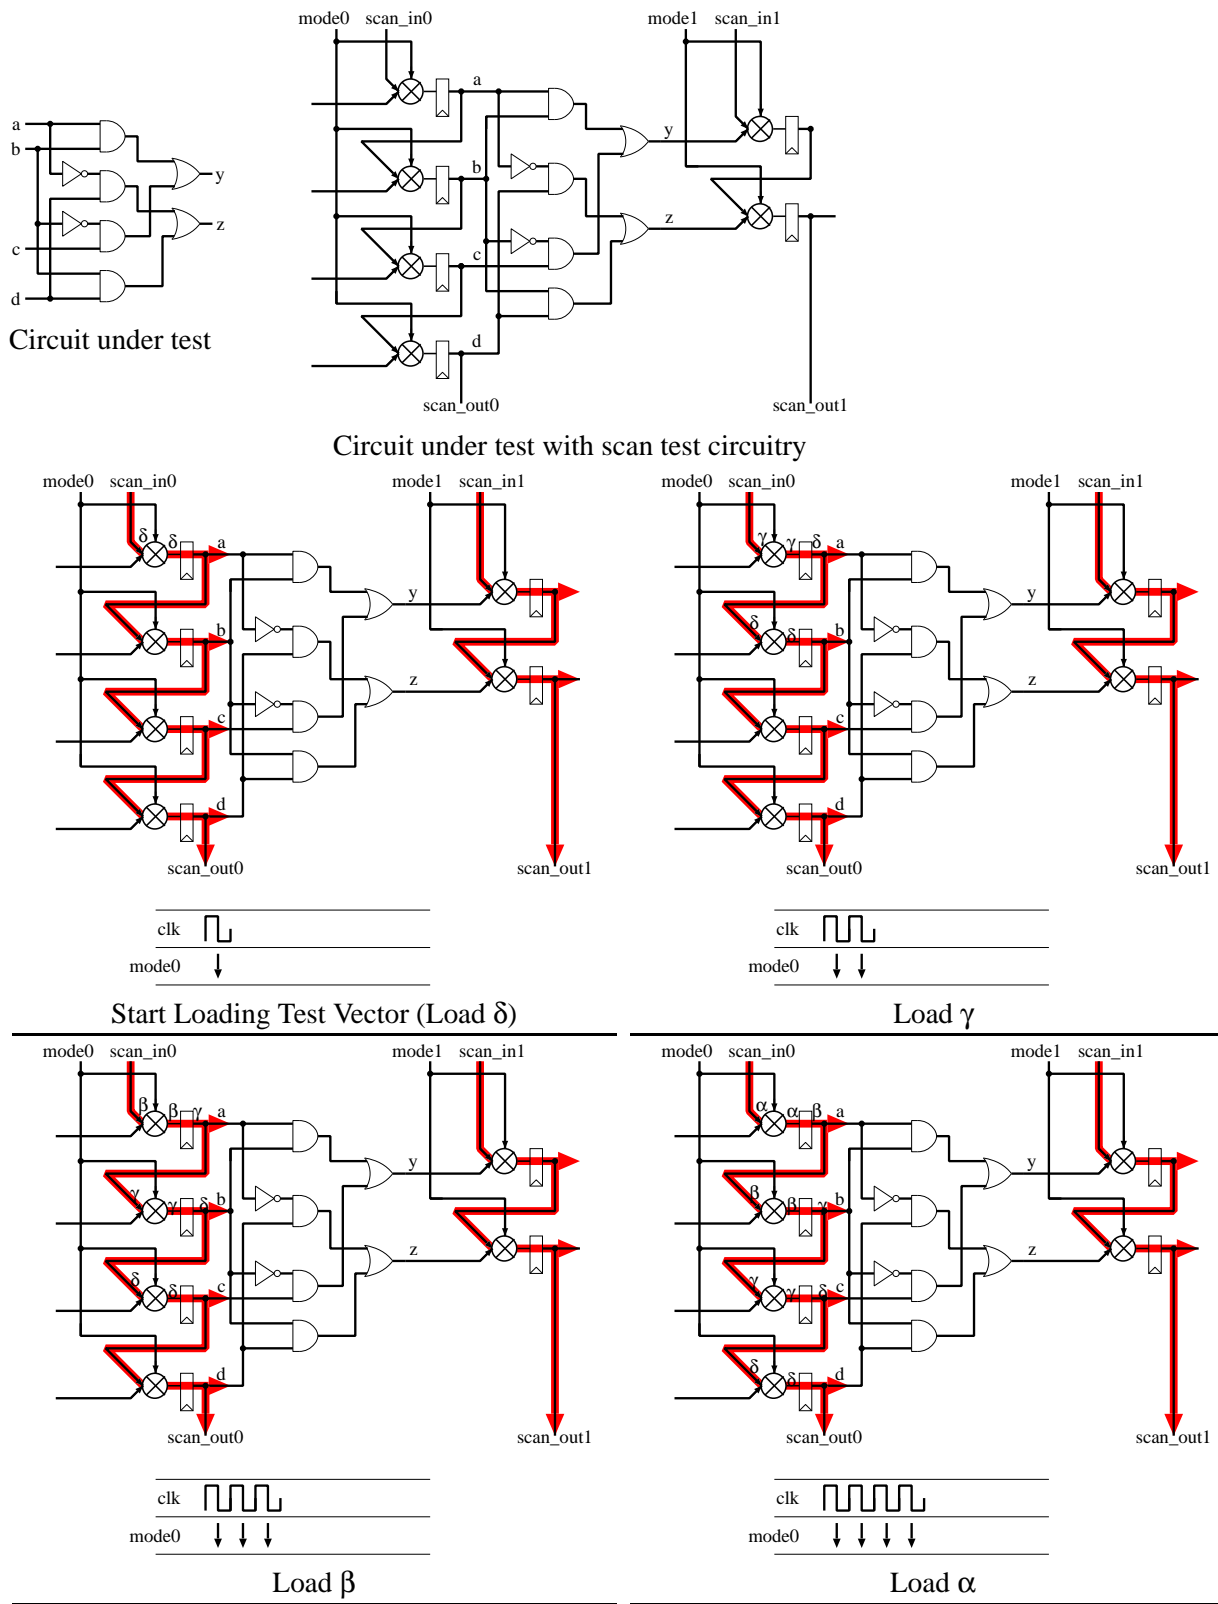 mode0 scan_in0 mode1 scan_in1
a
a
b
y
b
y
z
z
c
c
d
d
Circuit under test
scan_out0 scan_out1
Circuit under test with scan test circuitry
mode0 scan_in0 mode1 scan_in1
δ δ a
y
b
z
c
d
scan_out0 scan_out1
clk
mode0
Start Loading Test Vector (Load δ)
mode0 scan_in0 mode1 scan_in1
γ γ δ a
y
δ δ b
z
c
d
scan_out0 scan_out1
clk
mode0
Load γ
mode0 scan_in0 mode1 scan_in1
β β γ a
y
γ γ δ b
z
δ δ c
d
scan_out0 scan_out1
clk
mode0
Load β
mode0 scan_in0 mode1 scan_in1
α α β a
y
β β γ b
z
γ γ δ c
δ δ d
scan_out0 scan_out1
clk
mode0
Load α